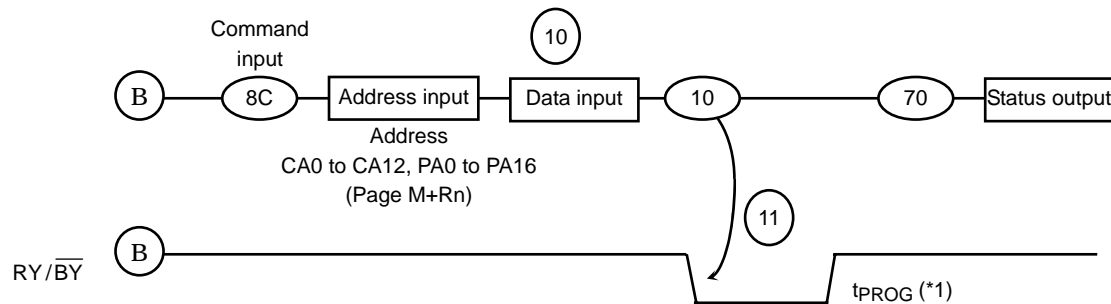 Command
input
10
B
8C
Address input
Data input
10
70
Status output
Address
CA0 to CA12, PA0 to PA16
(Page M+Rn)
11
B
RY/BY
tPROG (*1)